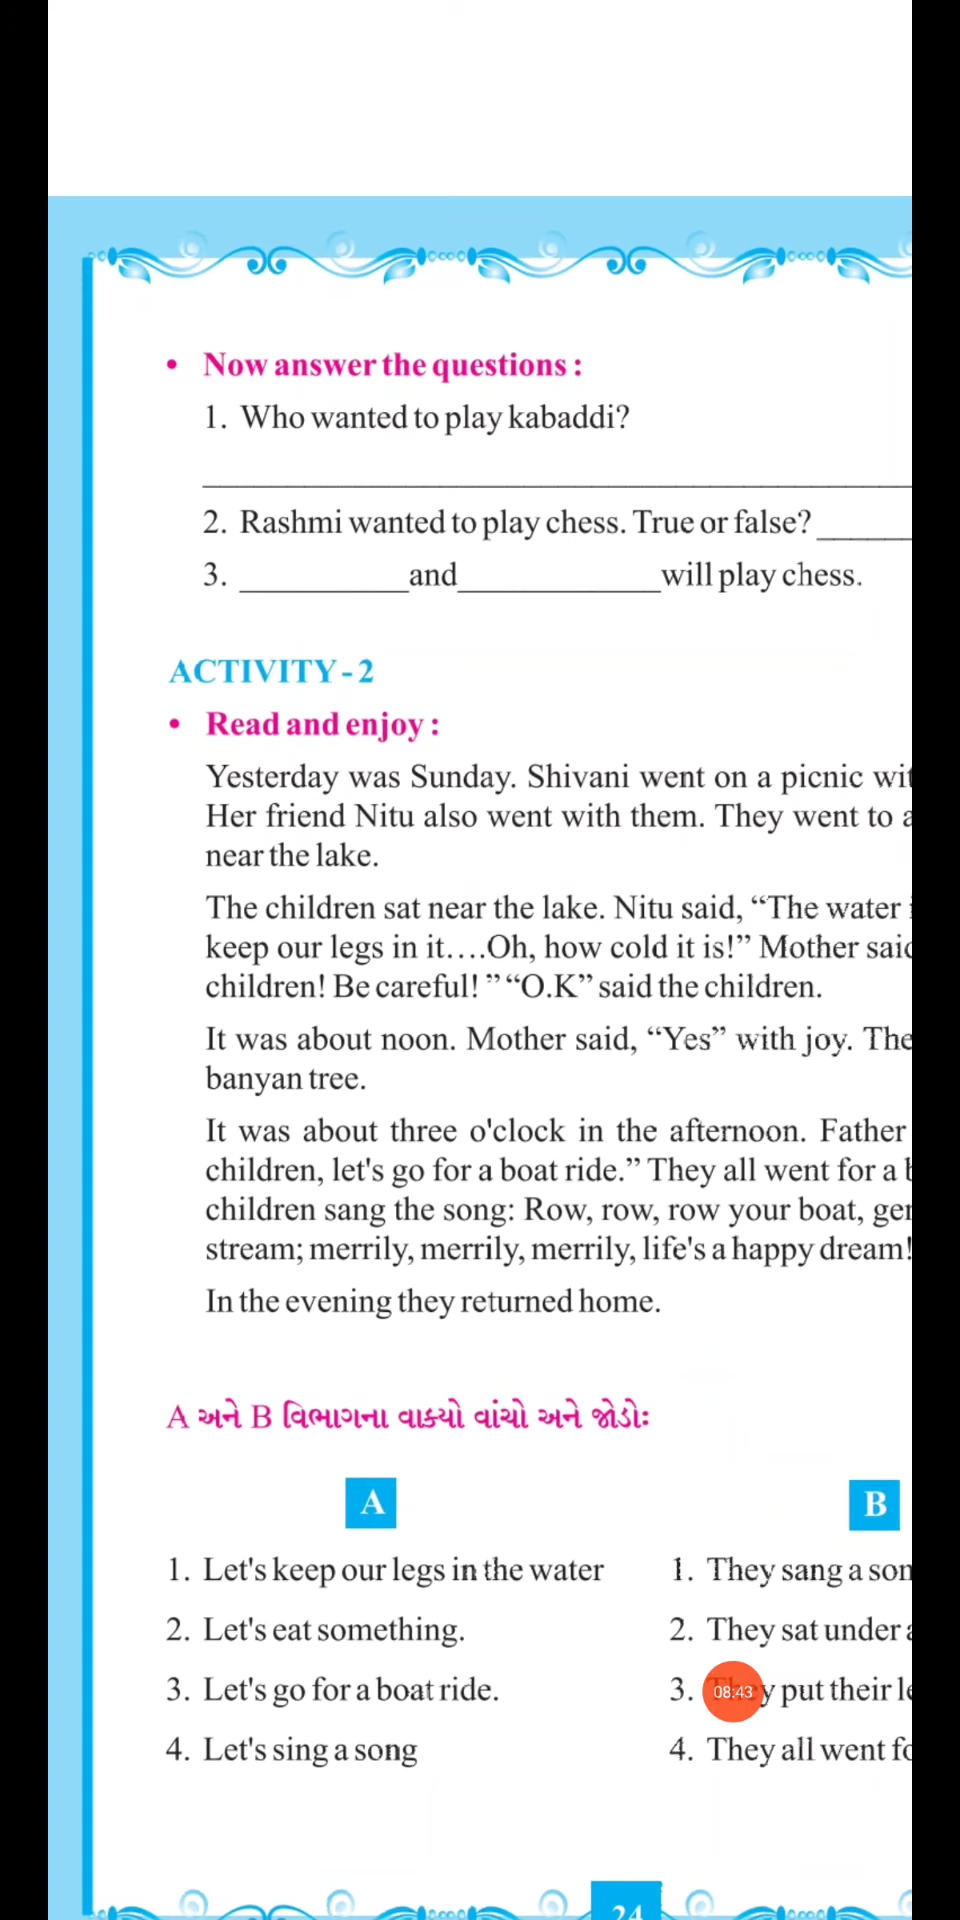 • Now answer the questions :
1. Who wanted to play kabaddi?
2. Rashmi wanted to play chess. True or false?______
3. __________and____________will play chess.
ACTIVITY - 2
• Read and enjoy :
Yesterday was Sunday. Shivani went on a picnic
Her friend Nitu also went with them. They went to
near the lake.
The children sat near the lake. Nitu said, “The water
keep our legs in it....Oh, how cold it is!” Mother
children! Be careful! ” “O.K” said the children.
It was about noon. Mother said, “Yes” with joy.
banyan tree.
It was about three o'clock in the afternoon. Father
children, let's go for a boat ride.” They all went for a
children sang the song: Row, row, row your boat,
stream; merrily, merrily, merrily, life's a happy dream!
In the evening they returned home.
A અને B વિભાગના વાક્યો વાંચો અને જોડો:
A
B
1. Let's keep our legs in the water
1. They sang a
2. Let's eat something.
2. They sat under
3. Let's go for a boat ride.
3. put their
08:43
4. Let's sing a song
4. They all went
24